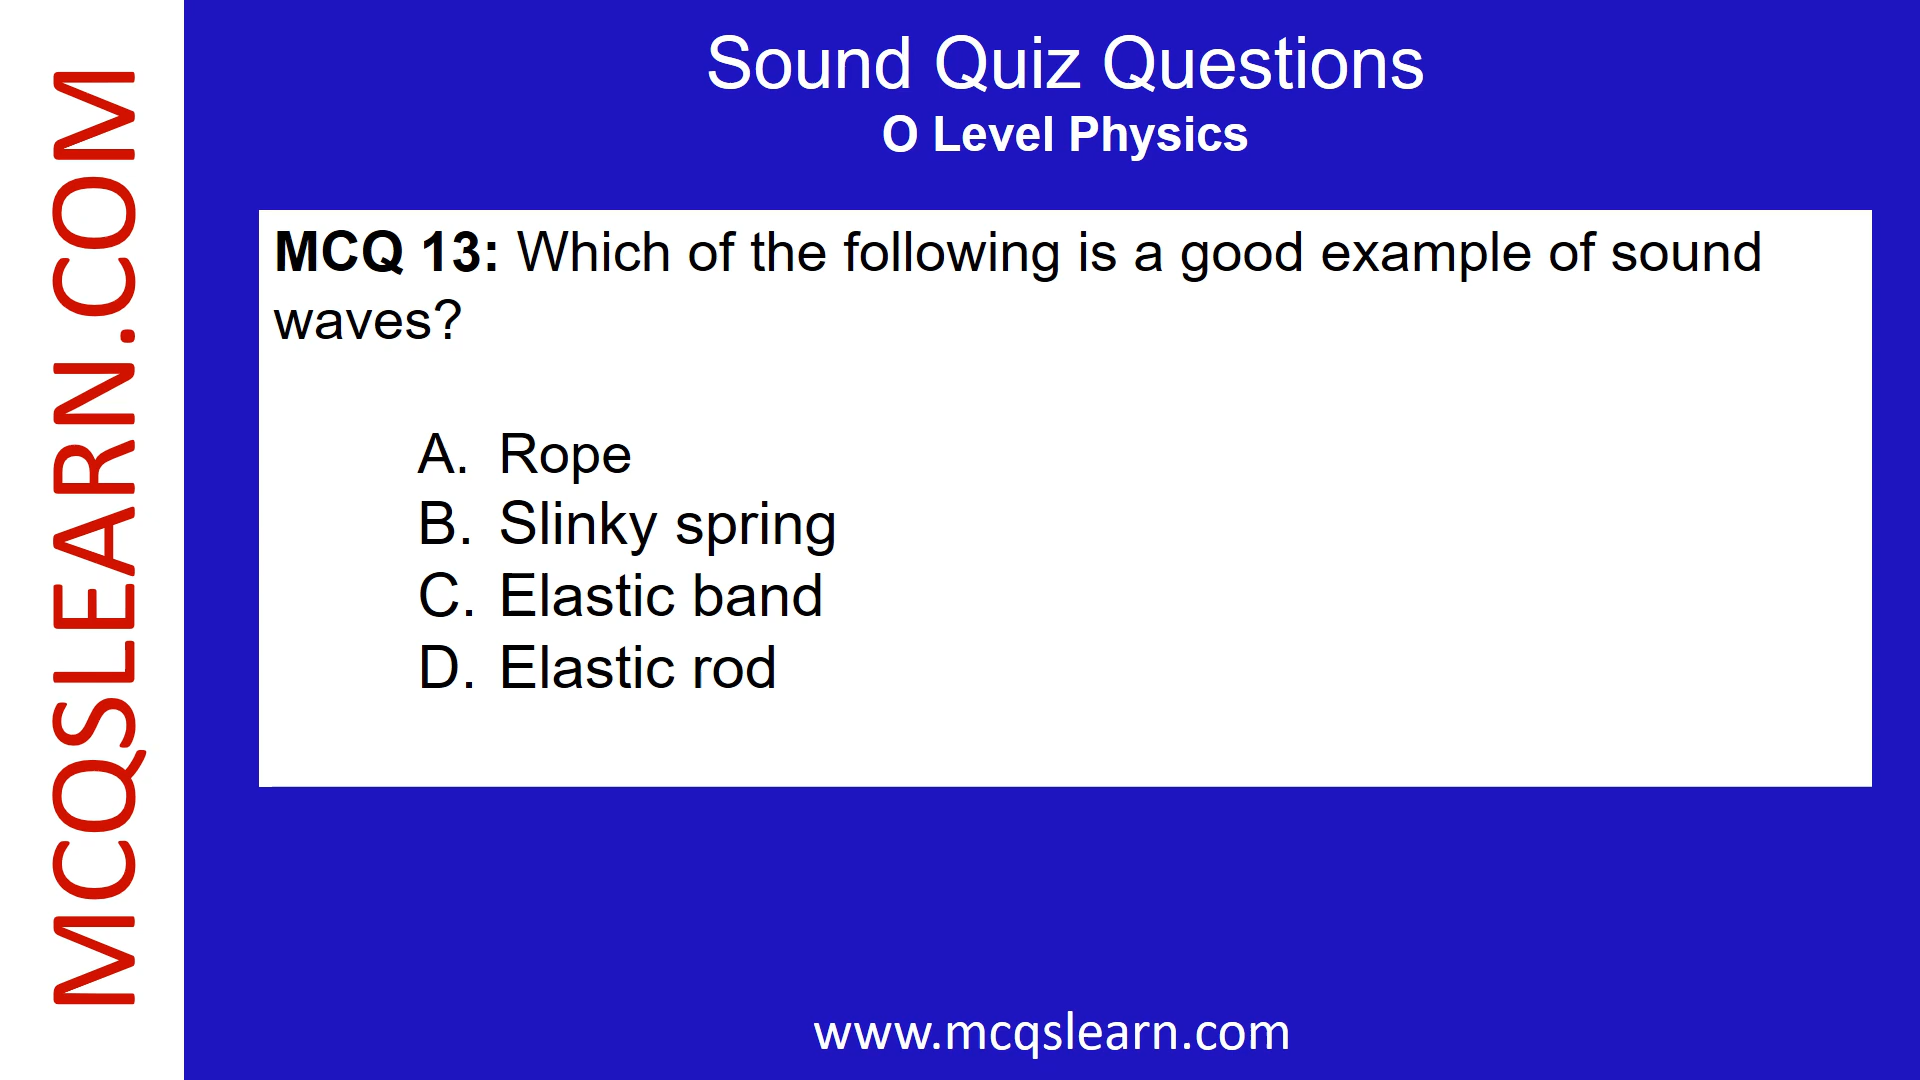 MCQSLEARN.COM
Sound Quiz Questions
O Level Physics
MCQ 13: Which of the following is a good example of sound
waves?
A. Rope
B. Slinky spring
C. Elastic band
D. Elastic rod
www.mcqslearn.com